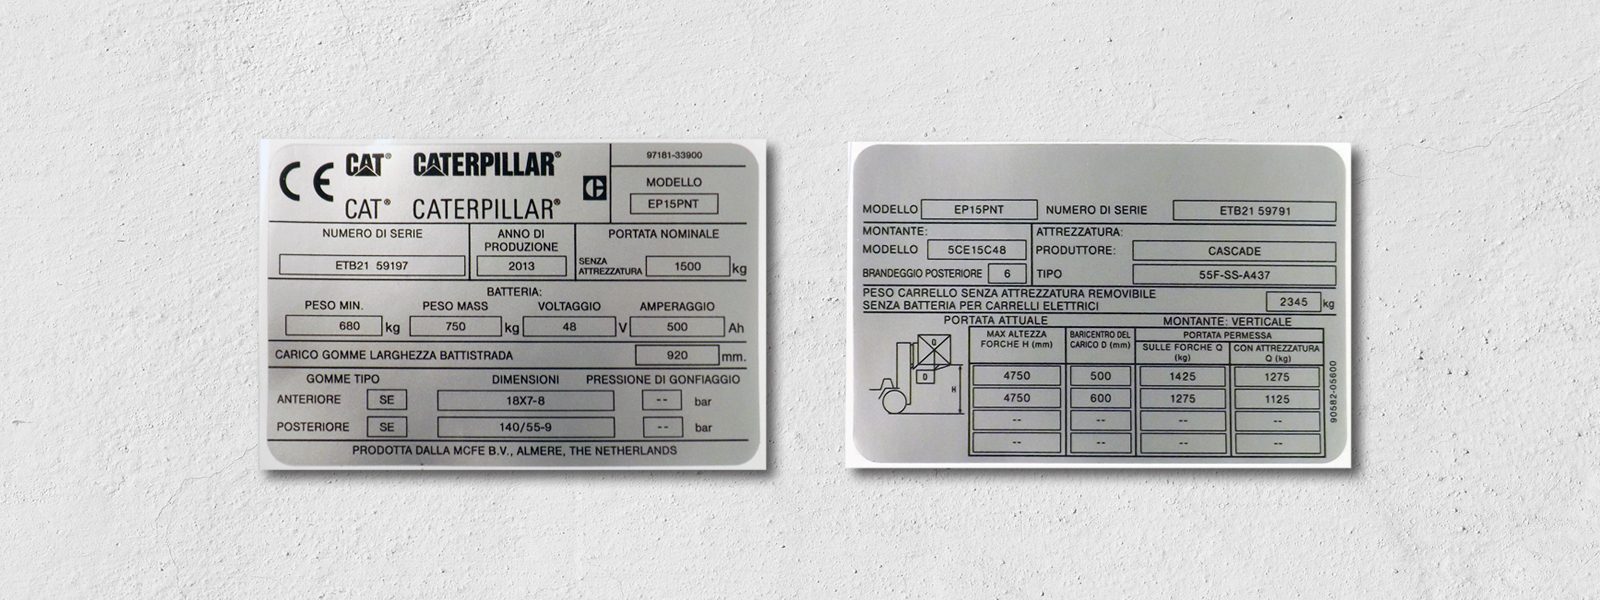 CE CAT® CATERPILLAR®
CAT® CATERPILLAR®
97181-33900
MODELLO
EP15PNT
NUMERO DI SERIE
ETB21 59197
ANNO DI
PRODUZIONE
2013
PORTATA NOMINALE
SENZA
ATTREZZATURA 1500 kg
BATTERIA:
PESO MIN. PESO MASS VOLTAGGIO AMPERAGGIO
680 kg 750 kg 48 V 500 Ah
CARICO GOMME LARGHEZZA BATTISTRADA 920 mm.
GOMME TIPO DIMENSIONI PRESSIONE DI GONFIAGGIO
ANTERIORE SE 18X7-8 -- bar
POSTERIORE SE 140/55-9 -- bar
PRODOTTA DALLA MCFE B.V., ALMERE, THE NETHERLANDS
MODELLO EP15PNT NUMERO DI SERIE ETB21 59791
MONTANTE:
MODELLO 5CE15C48
BRANDEGGIO POSTERIORE 6
ATTREZZATURA:
PRODUTTORE: CASCADE
TIPO 55F-SS-A437
PESO CARRELLO SENZA ATTREZZATURA REMOVIBILE
SENZA BATTERIA PER CARRELLI ELETTRICI 2345 kg
PORTATA ATTUALE MONTANTE: VERTICALE
MAX ALTEZZA
FORCHE H (mm)
BARICENTRO DEL
CARICO D (mm)
PORTATA PERMESSA
SULLE FORCHE Q
(kg)
CON ATTREZZATURA
Q (kg)
4750 500 1425 1275
4750 600 1275 1125
-- -- -- --
-- -- -- --
Q
D
H
90582-05600